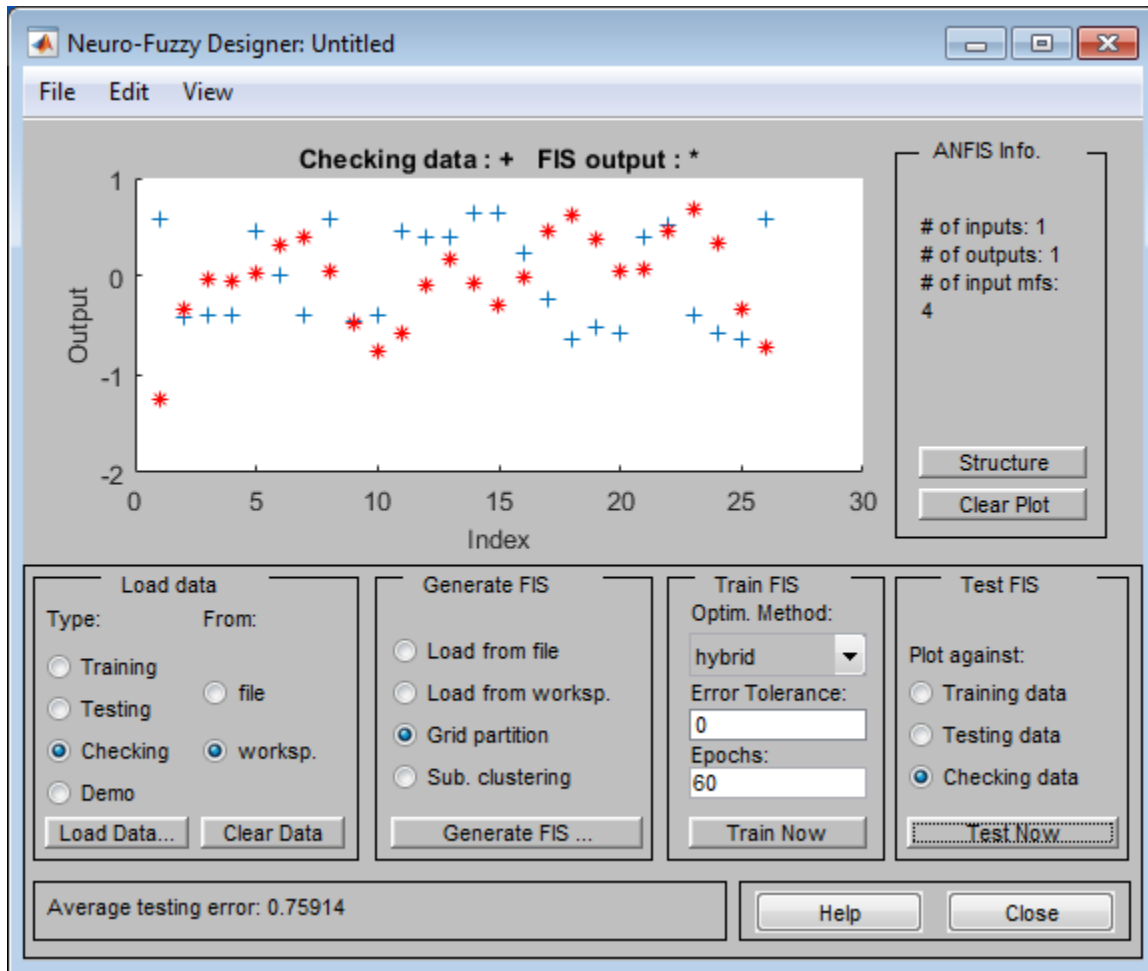 Neuro-Fuzzy Designer: Untitled
File Edit View
Checking data : + FIS output : *
1
0
-1
-2
Output
0 5 10 15 20 25 30
Index
ANFIS Info.
# of inputs: 1
# of outputs: 1
# of input mfs:
4
Structure
Clear Plot
Load data
Type: From:
Training
file
Testing
Checking
worksp.
Demo
Load Data... Clear Data
Generate FIS
Load from file
Load from worksp.
Grid partition
Sub. clustering
Generate FIS ...
Train FIS
Optim. Method:
hybrid
Error Tolerance:
0
Epochs:
60
Train Now
Test FIS
Plot against:
Training data
Testing data
Checking data
Test Now
Average testing error: 0.75914
Help Close